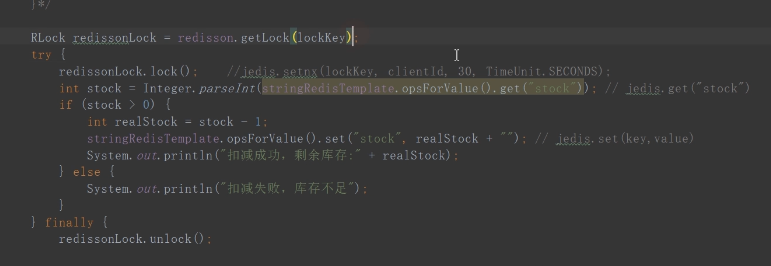 }*/
RLock redissonLock = redisson.getLock(lockKey);
try {
redissonLock.lock(); //jedis.setnx(lockKey, clientId, 30, TimeUnit.SECONDS);
int stock = Integer.parseInt(stringRedisTemplate.opsForValue().get("stock")); // jedis.get("stock")
if (stock > 0) {
int realStock = stock - 1;
stringRedisTemplate.opsForValue().set("stock", realStock + ""); // jedis.set(key,value)
System.out.println("扣减成功，剩余库存:" + realStock);
} else {
System.out.println("扣减失败，库存不足");
}
} finally {
redissonLock.unlock();